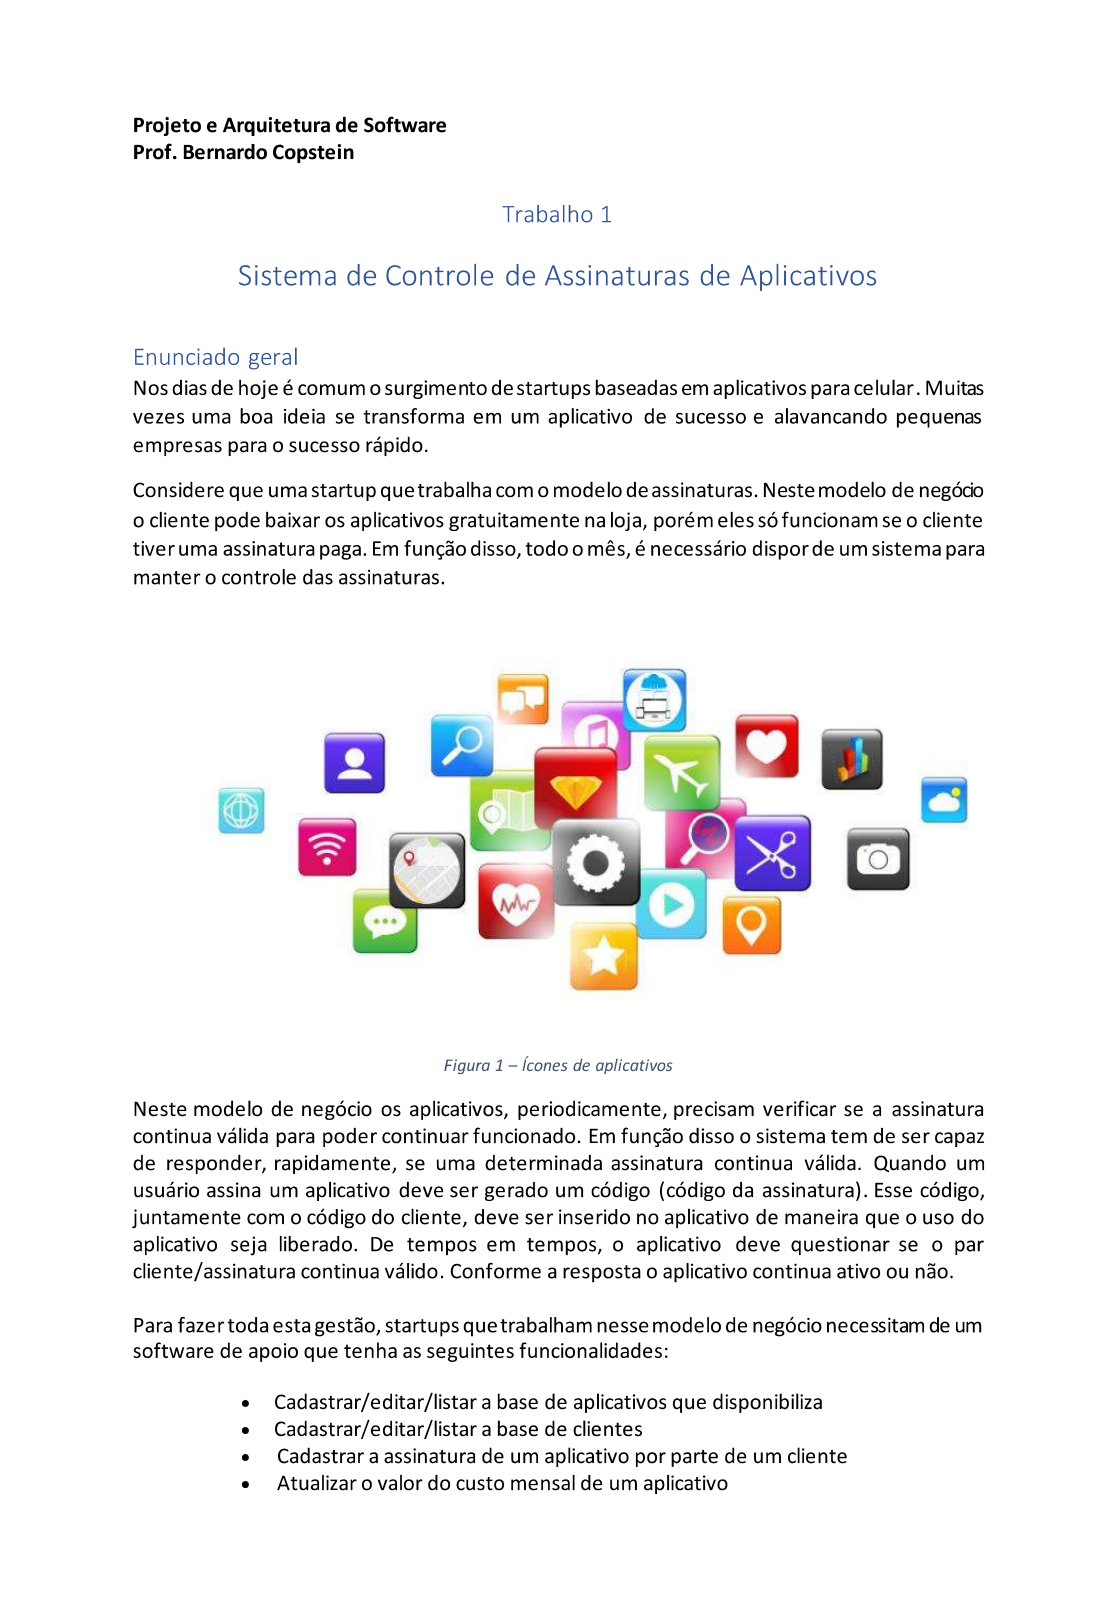 Projeto e Arquitetura de Software
Prof. Bernardo Copstein
Trabalho 1
Sistema de Controle de Assinaturas de Aplicativos
Enunciado geral
Nos dias de hoje é comum o surgimento de startups baseadas em aplicativos para celular. Muitas
vezes uma boa ideia se transforma em um aplicativo de sucesso e alavancando pequenas
empresas para o sucesso rápido.
Considere que uma startup que trabalha com o modelo de assinaturas. Neste modelo de negócio
o cliente pode baixar os aplicativos gratuitamente na loja, porém eles só funcionam se o cliente
tiver uma assinatura paga. Em função disso, todo o mês, é necessário dispor de um sistema para
manter o controle das assinaturas.
Figura 1 – Ícones de aplicativos
Neste modelo de negócio os aplicativos, periodicamente, precisam verificar se a assinatura
continua válida para poder continuar funcionado. Em função disso o sistema tem de ser capaz
de responder, rapidamente, se uma determinada assinatura continua válida. Quando um
usuário assina um aplicativo deve ser gerado um código (código da assinatura). Esse código,
juntamente com o código do cliente, deve ser inserido no aplicativo de maneira que o uso do
aplicativo seja liberado. De tempos em tempos, o aplicativo deve questionar se o par
cliente/assinatura continua válido. Conforme a resposta o aplicativo continua ativo ou não.
Para fazer toda esta gestão, startups que trabalham nesse modelo de negócio necessitam de um
software de apoio que tenha as seguintes funcionalidades:
• Cadastrar/editar/listar a base de aplicativos que disponibiliza
• Cadastrar/editar/listar a base de clientes
• Cadastrar a assinatura de um aplicativo por parte de um cliente
• Atualizar o valor do custo mensal de um aplicativo